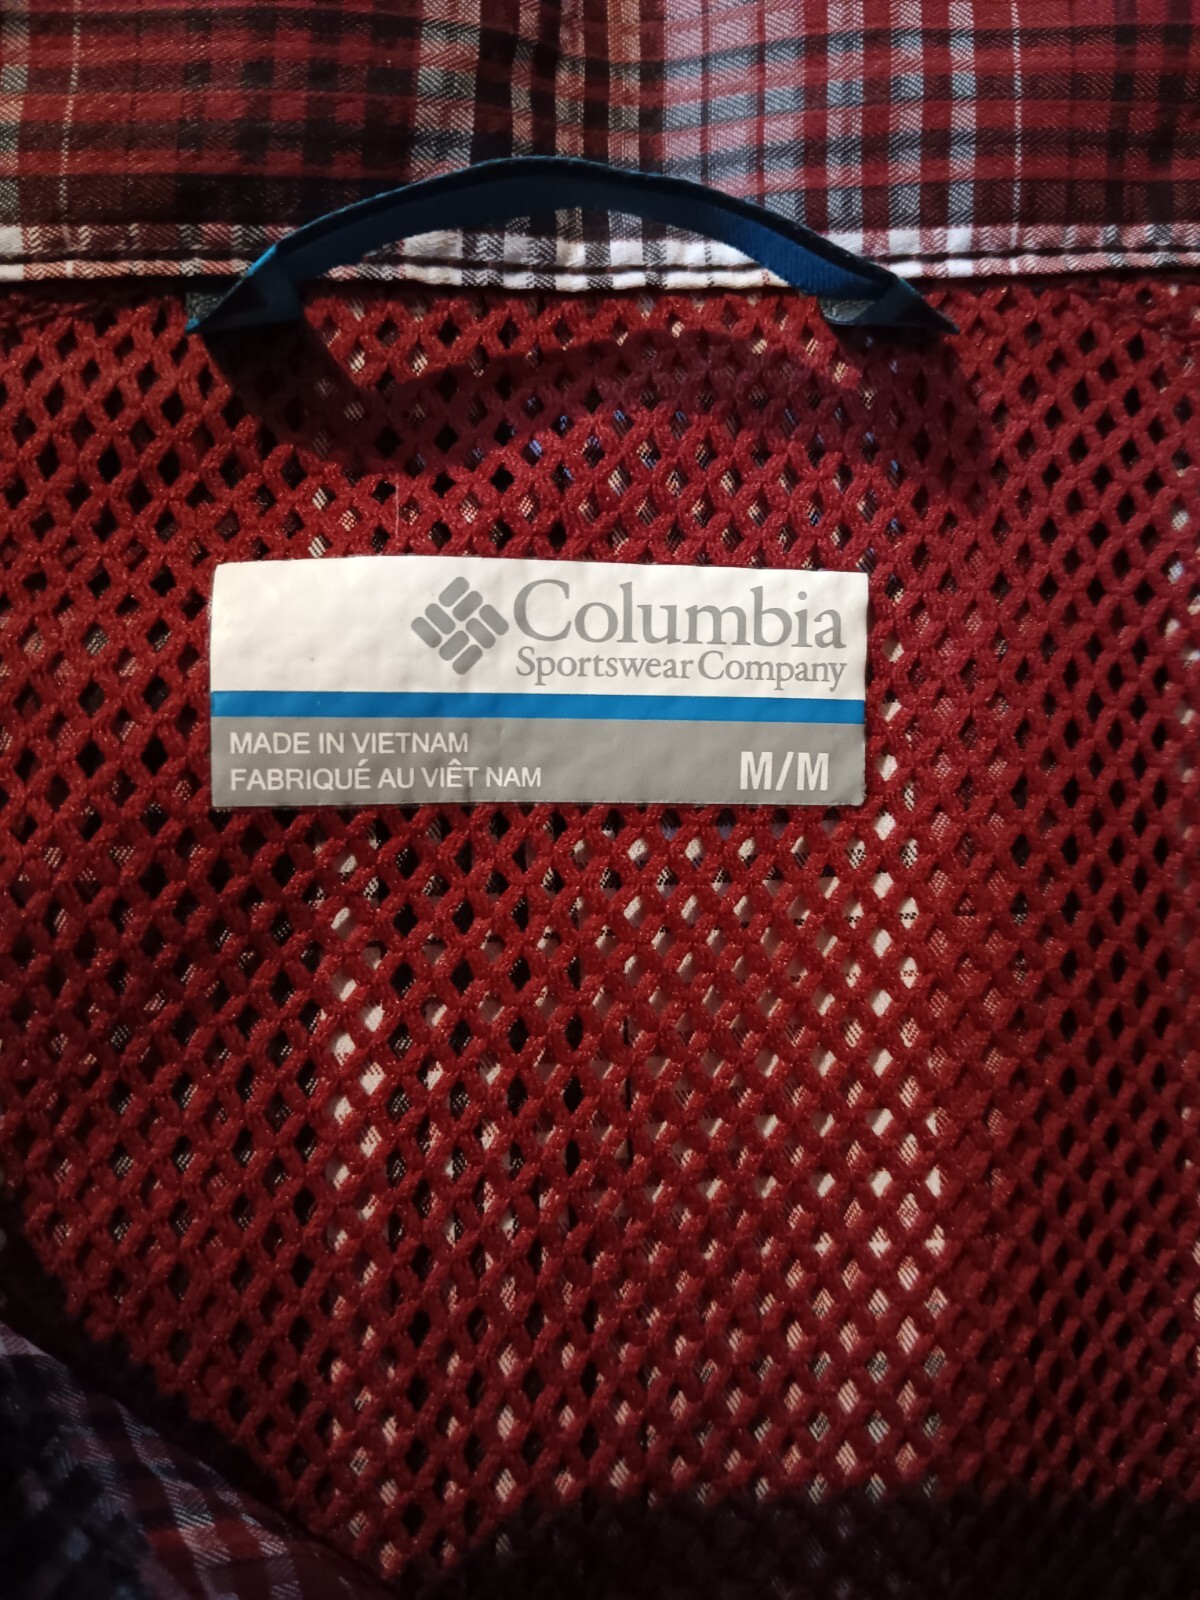 Columbia
Sportswear Company
MADE IN VIETNAM
FABRIQUÉ AU VIÊT NAM
M/M